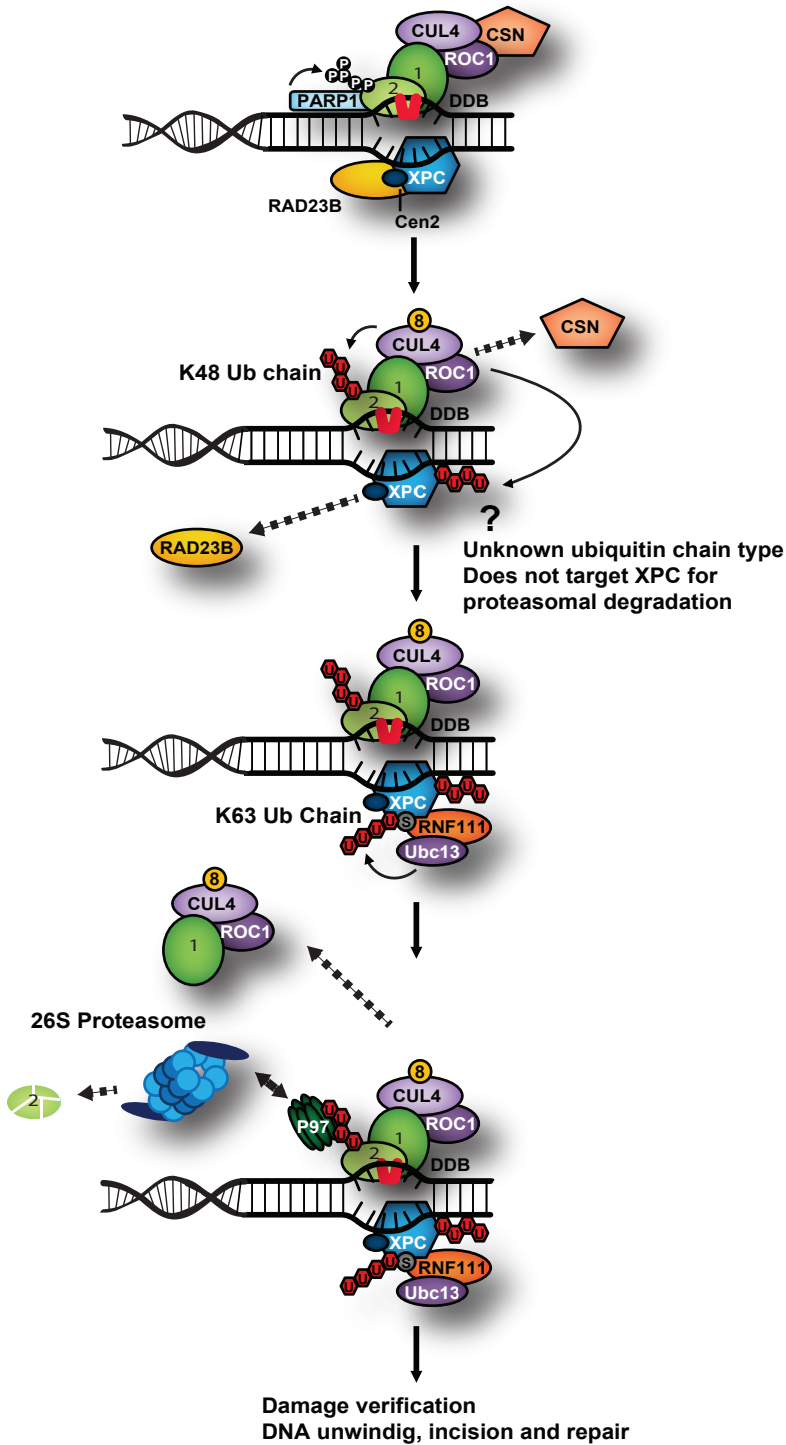 CUL4
CSN
ROC1
1
P
P
P
P
P
2
PARP1
DDB
XPC
RAD23B
Cen2
8
CUL4
CSN
K48 Ub chain
U
U
U
U
1
ROC1
2
DDB
XPC
U
U
U
U
?
RAD23B
Unknown ubiquitin chain type
Does not target XPC for
proteasomal degradation
8
CUL4
U
U
U
U
1
ROC1
2
DDB
XPC
U
U
U
U
K63 Ub Chain
U
U
U
U
S
RNF111
Ubc13
8
CUL4
1
ROC1
26S Proteasome
8
CUL4
2
P97
U
U
U
U
1
ROC1
2
DDB
XPC
U
U
U
U
U
U
U
U
S
RNF111
Ubc13
Damage verification
DNA unwindig, incision and repair